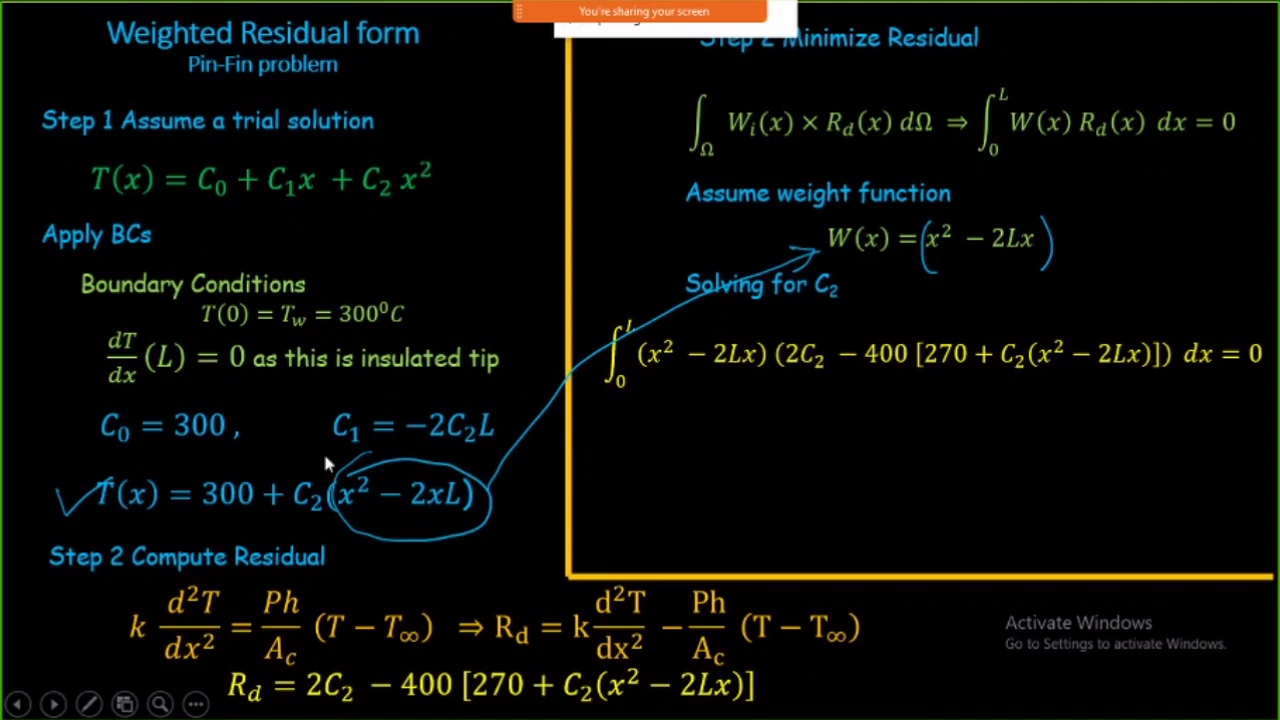 You're sharing your screen
Weighted Residual form
Pin-Fin problem
Step 1 Assume a trial solution
T(x) = C₀ + C₁x + C₂ x²
Apply BCs
Boundary Conditions
T(0) = T_w = 300⁰C
dT/dx (L) = 0 as this is insulated tip
C₀ = 300 , C₁ = −2C₂L
T(x) = 300 + C₂(x² − 2xL)
Step 2 Compute Residual
k d²T/dx² = Ph/A_c (T − T∞) ⇒ R_d = k d²T/dx² − Ph/A_c (T − T∞)
R_d = 2C₂ − 400 [270 + C₂(x² − 2Lx)]
Step 2 Minimize Residual
∫_Ω W_i(x) × R_d(x) dΩ ⇒ ∫₀ᴸ W(x) R_d(x) dx = 0
Assume weight function
W(x) = (x² − 2Lx)
Solving for C₂
∫₀ᴸ (x² − 2Lx) (2C₂ − 400 [270 + C₂(x² − 2Lx)]) dx = 0
Activate Windows
Go to Settings to activate Windows.